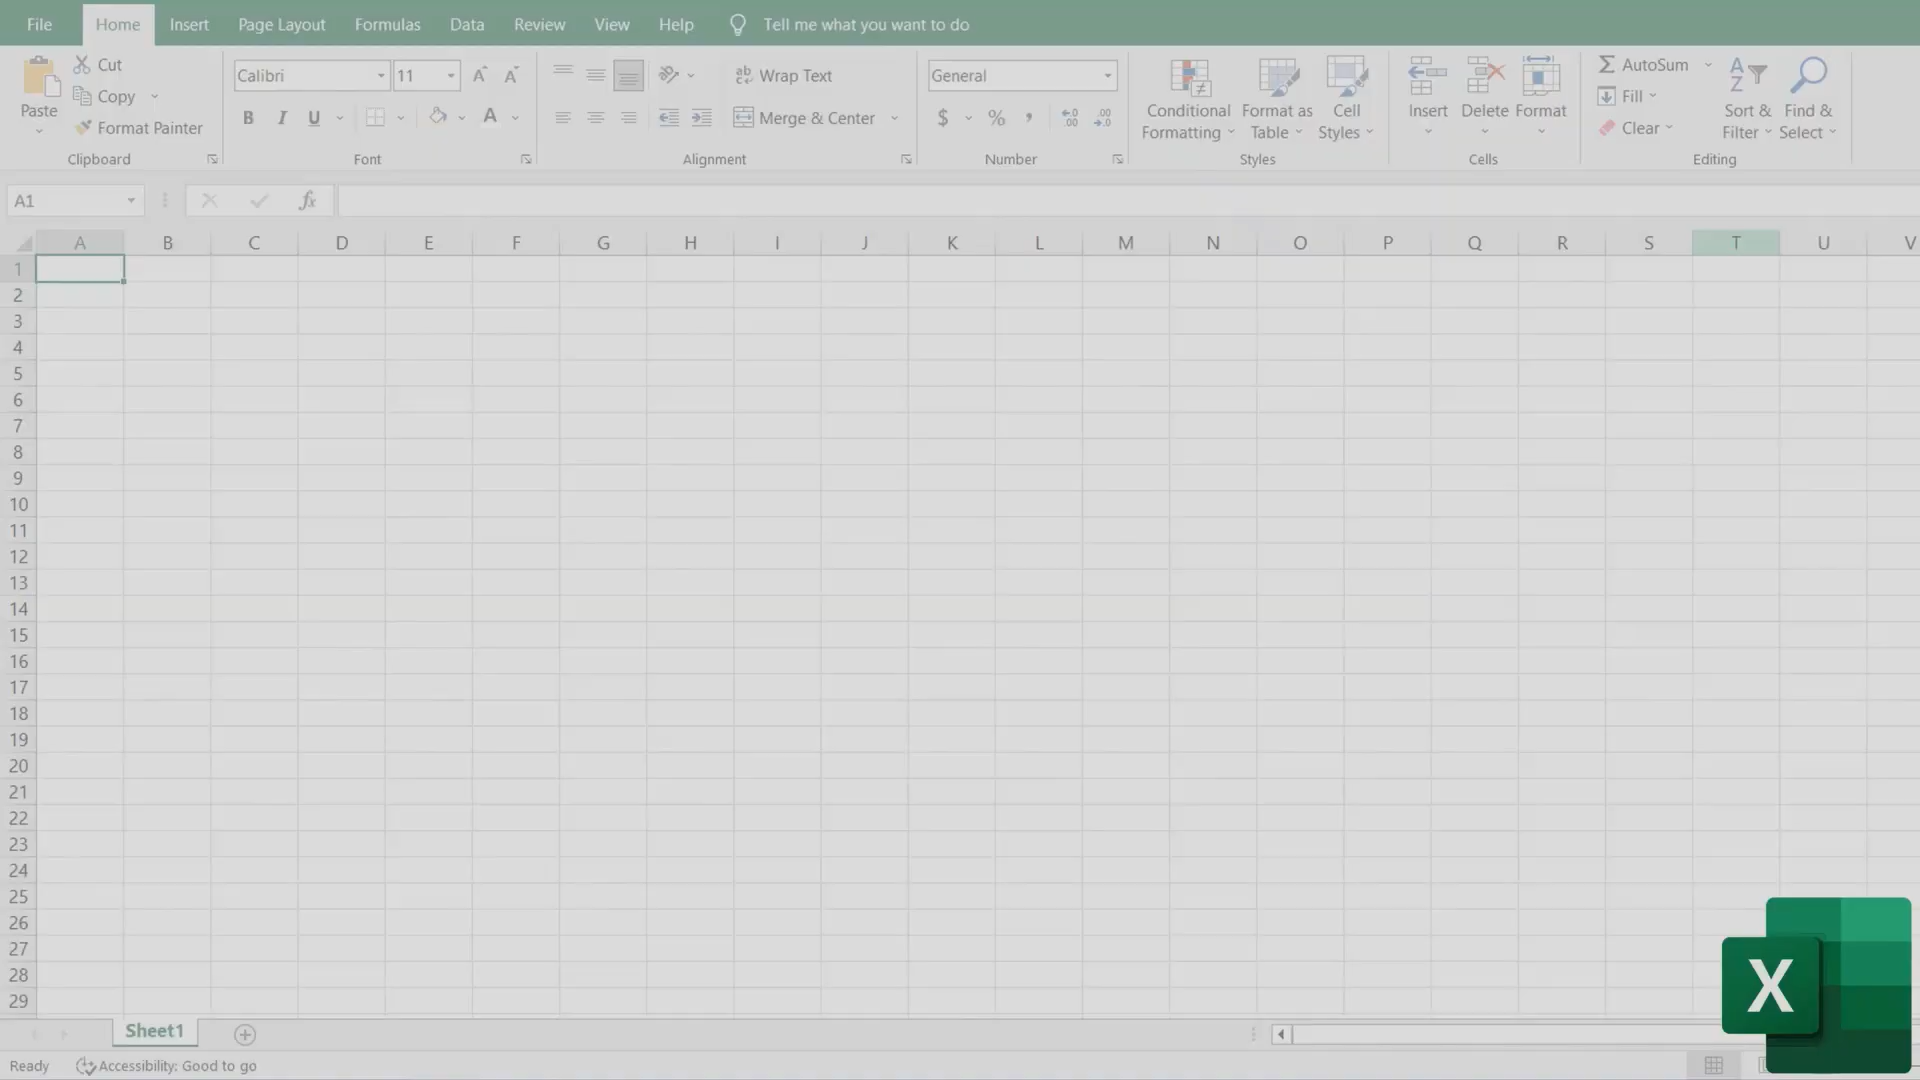 File Home Insert Page Layout Formulas Data Review View Help Tell me what you want to do
Paste
Cut
Copy
Format Painter
Clipboard
Calibri 11 A A
B I U A
Font
ab Wrap Text
Merge & Center
Alignment
General
$ % , .00 .00
Number
Conditional Formatting
Format as Table
Cell Styles
Styles
Insert Delete Format
Cells
Σ AutoSum
Fill
Clear
Sort & Filter
Find & Select
Editing
A1 fx
A B C D E F G H I J K L M N O P Q R S T U V
1
2
3
4
5
6
7
8
9
10
11
12
13
14
15
16
17
18
19
20
21
22
23
24
25
26
27
28
29
X
Sheet1
Ready Accessibility: Good to go